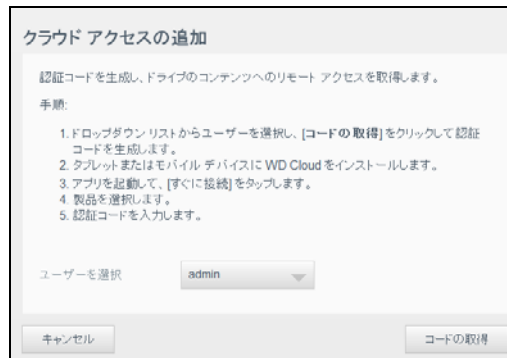 クラウド アクセスの追加
認証コードを生成し、ドライブのコンテンツへのリモート アクセスを取得します。
手順:
1. ドロップダウン リストからユーザーを選択し、[コードの取得]をクリックして認証
コードを生成します。
2. タブレットまたはモバイル デバイスに WD Cloud をインストールします。
3. アプリを起動して、[すぐに接続]をタップします。
4. 製品を選択します。
5. 認証コードを入力します。
ユーザーを選択 admin
キャンセル コードの取得